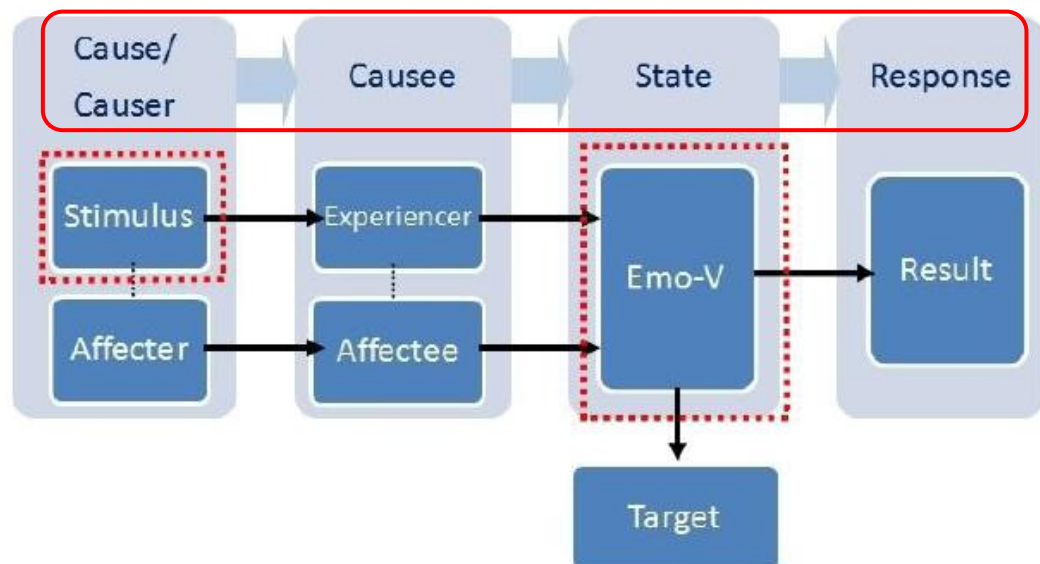 Cause/
Causer
Causee
State
Response
Stimulus
Experiencer
Emo-V
Result
Affecter
Affectee
Target